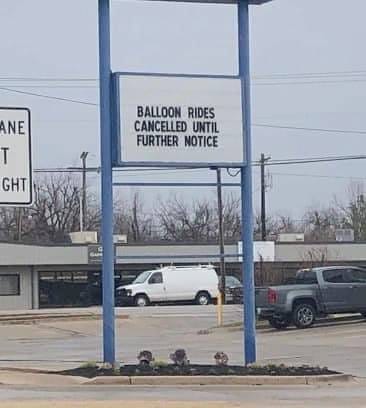 BALLOON RIDES
CANCELLED UNTIL
FURTHER NOTICE
ANE
T
GHT